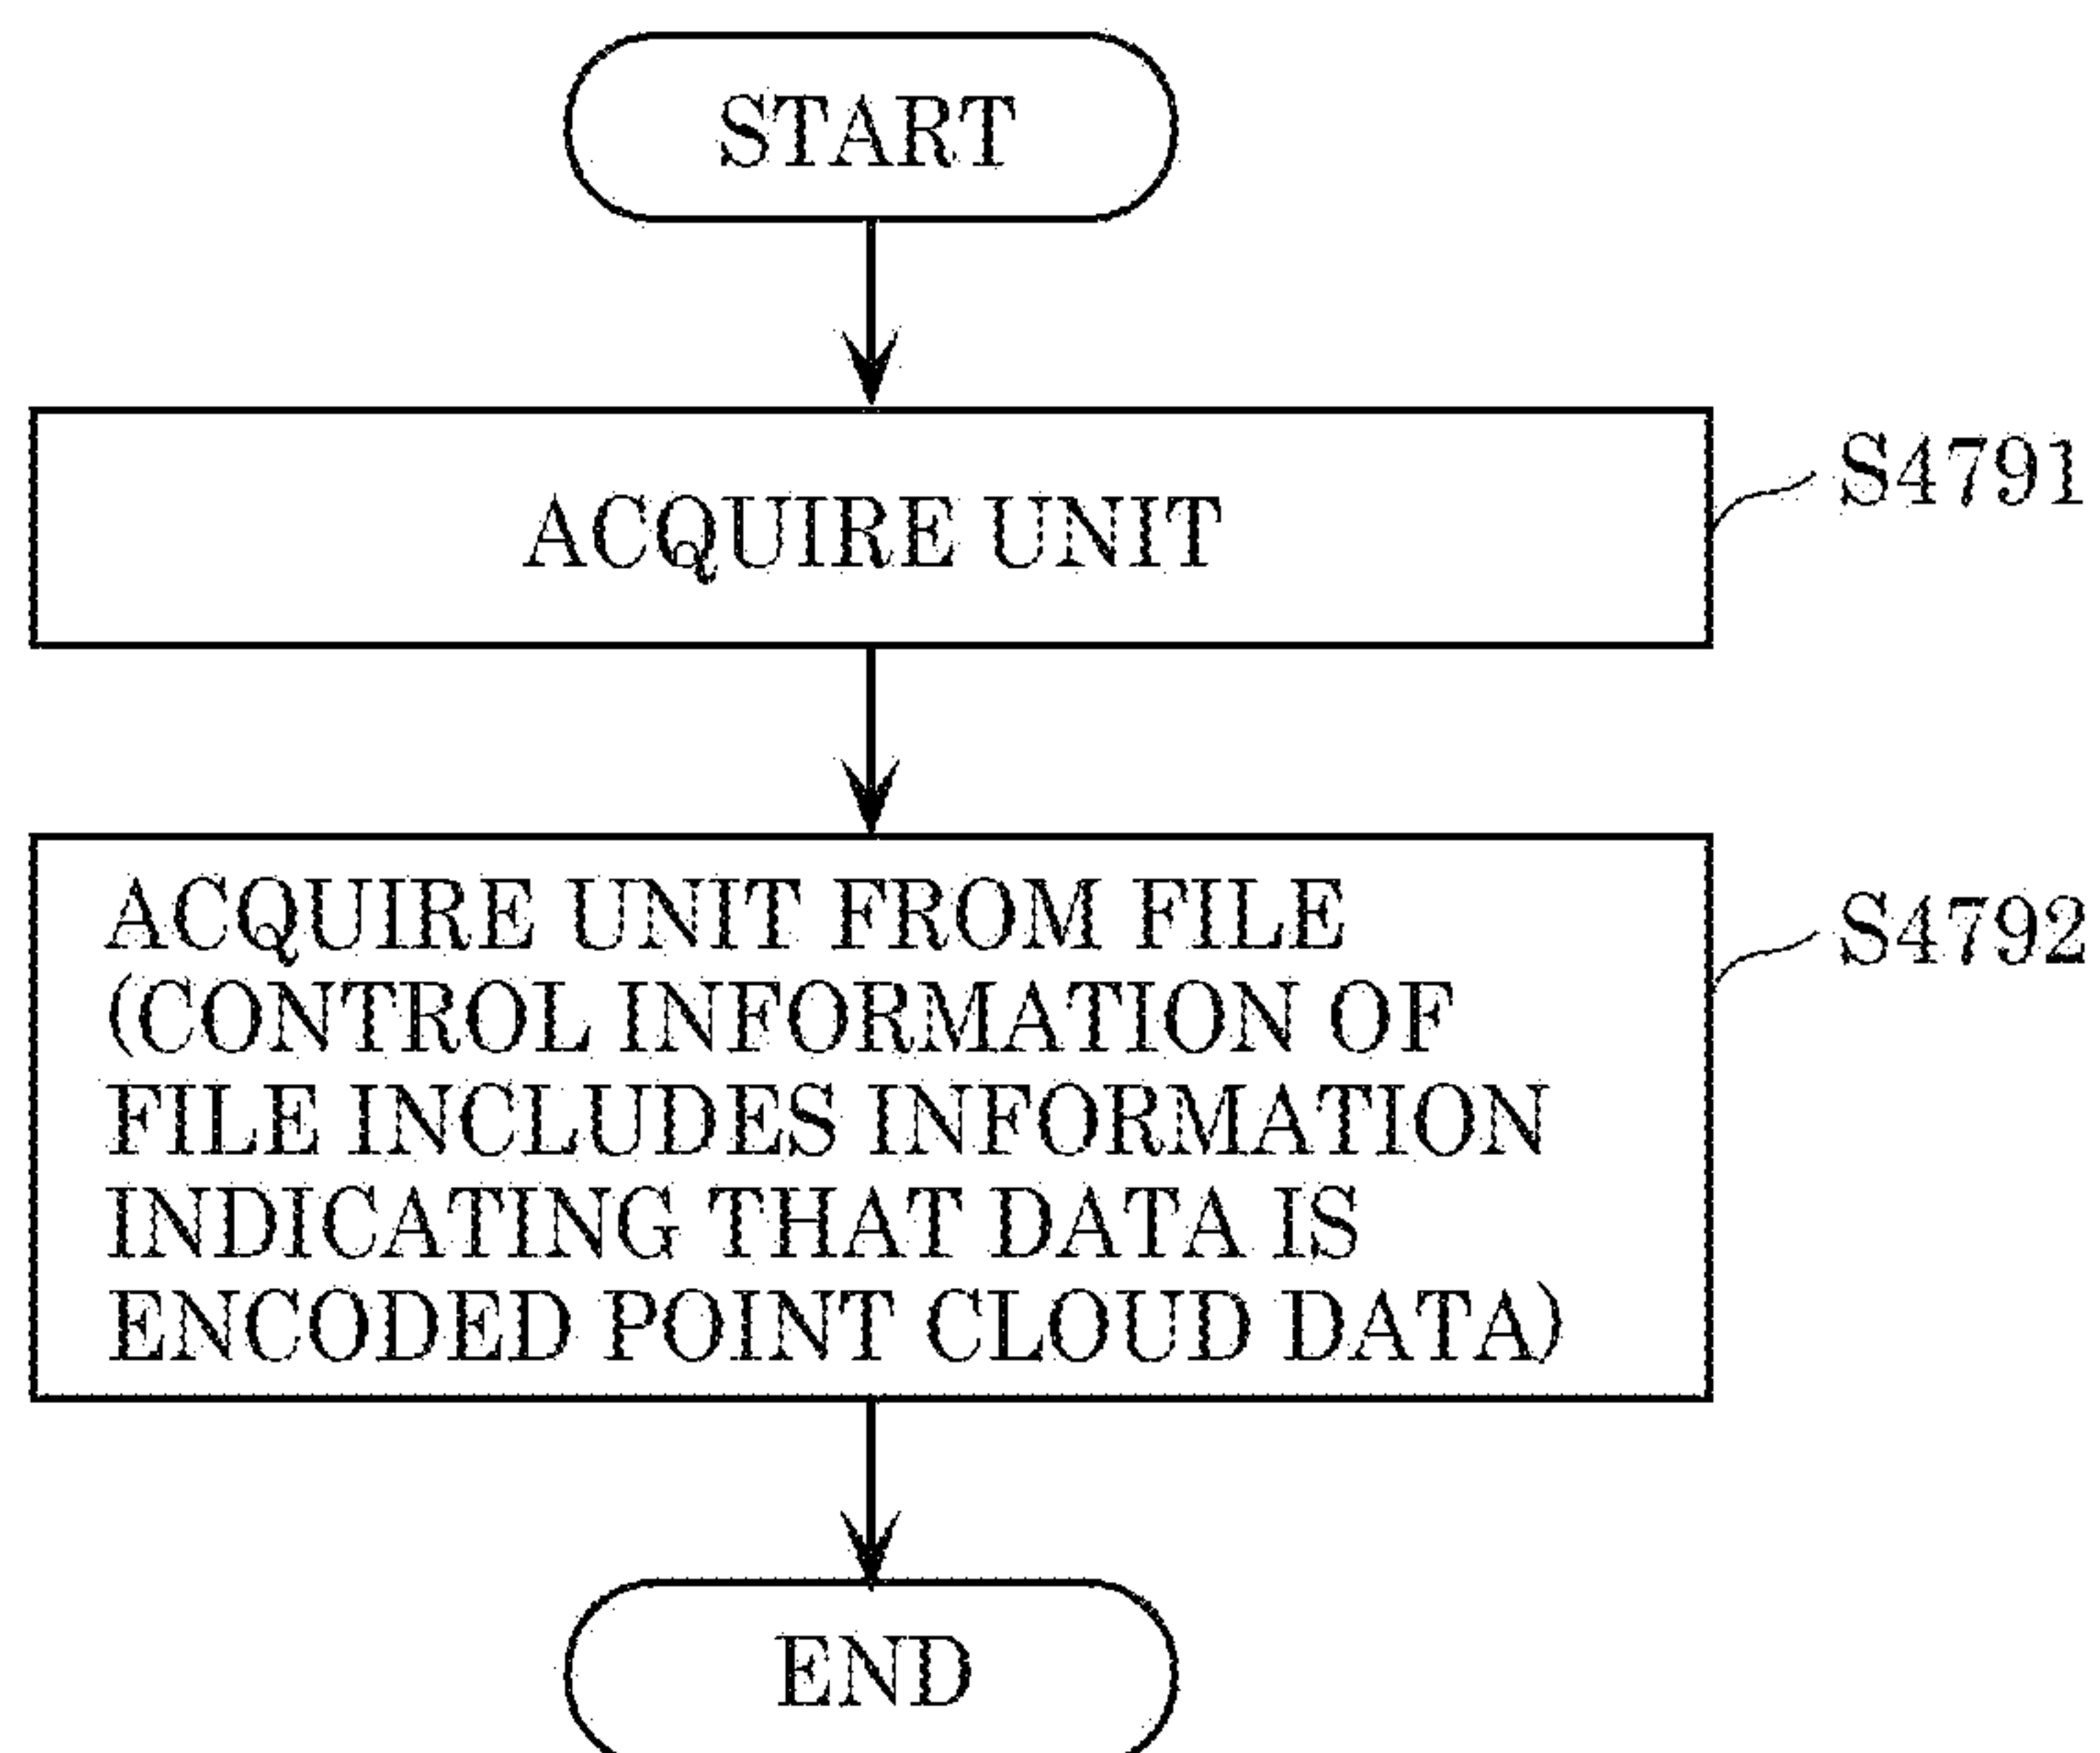 START
ACQUIRE UNIT
S4791
ACQUIRE UNIT FROM FILE
(CONTROL INFORMATION OF
FILE INCLUDES INFORMATION
INDICATING THAT DATA IS
ENCODED POINT CLOUD DATA)
S4792
END